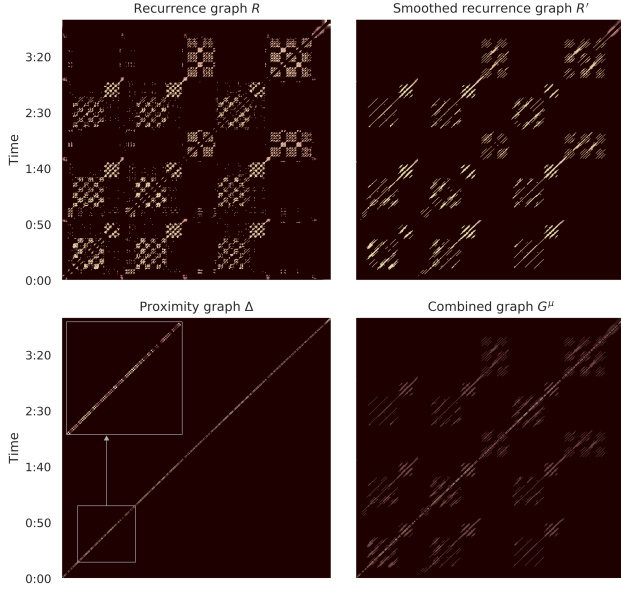 Recurrence graph R
Smoothed recurrence graph R′
Time
3:20
2:30
1:40
0:50
0:00
Proximity graph Δ
Combined graph Gμ
Time
3:20
2:30
1:40
0:50
0:00